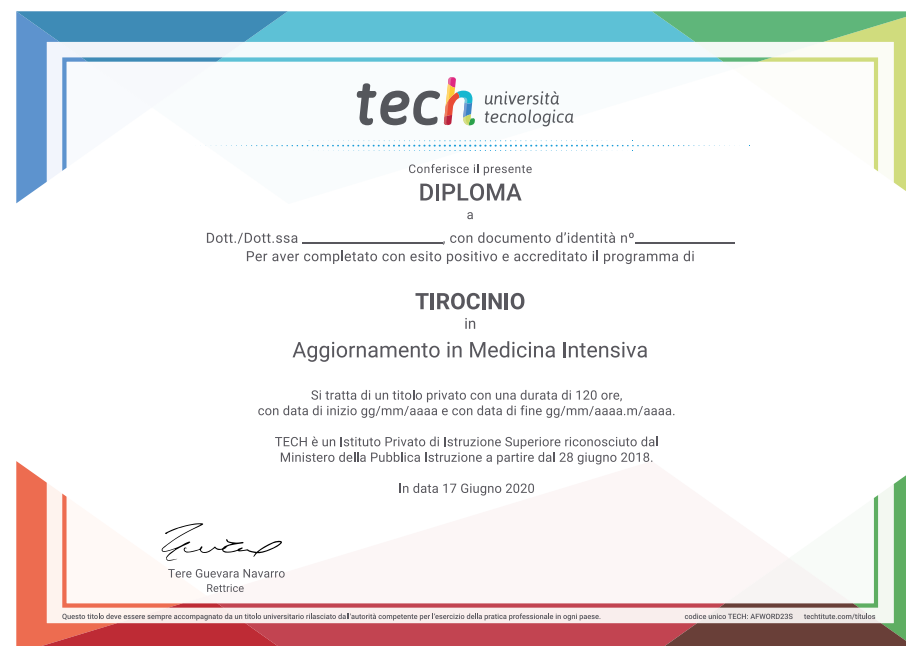 tech università
tecnologica
Conferisce il presente
DIPLOMA
a
Dott./Dott.ssa ____________________, con documento d'identità nº______________
Per aver completato con esito positivo e accreditato il programma di
TIROCINIO
in
Aggiornamento in Medicina Intensiva
Si tratta di un titolo privato con una durata di 120 ore,
con data di inizio gg/mm/aaaa e con data di fine gg/mm/aaaa.m/aaaa.
TECH è un Istituto Privato di Istruzione Superiore riconosciuto dal
Ministero della Pubblica Istruzione a partire dal 28 giugno 2018.
In data 17 Giugno 2020
Tere Guevara Navarro
Rettrice
Questo titolo deve essere sempre accompagnato da un titolo universitario rilasciato dall'autorità competente per l'esercizio della pratica professionale in ogni paese. codice unico TECH: AFWORD23S techtitute.com/titulos